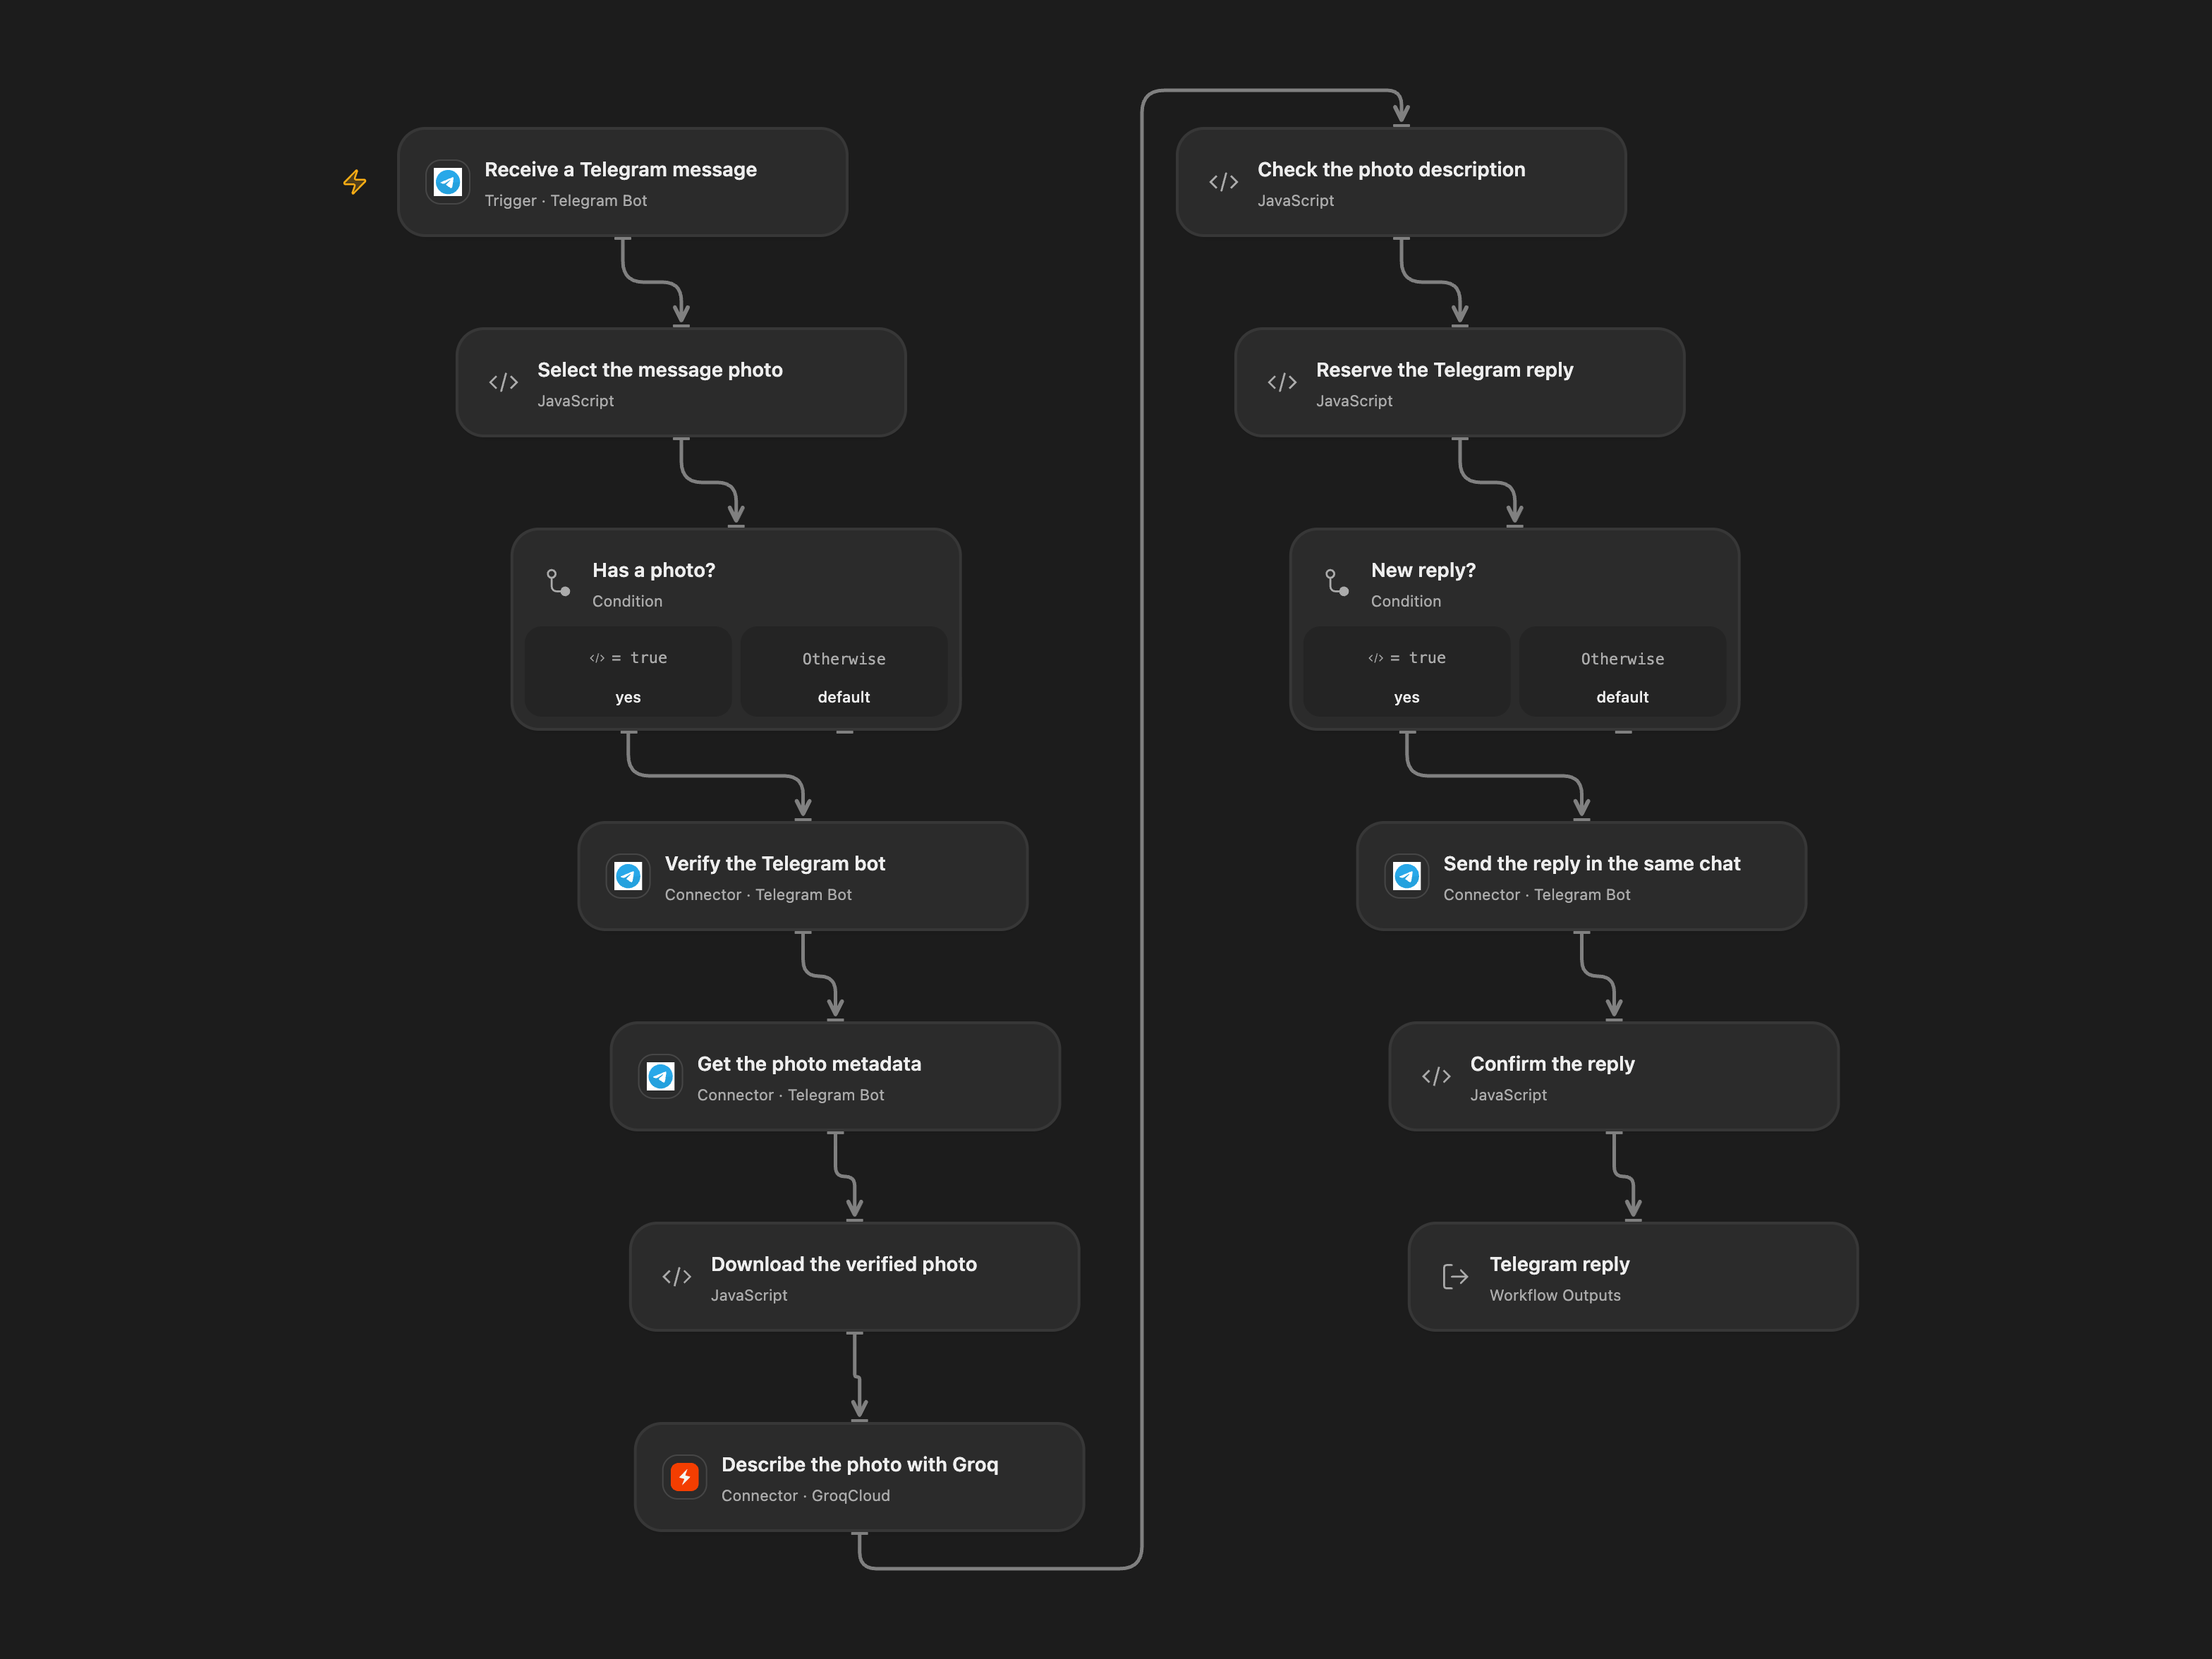 Receive a Telegram message
Trigger · Telegram Bot
Select the message photo
JavaScript
Has a photo?
Condition
</> = true
yes
Otherwise
default
Verify the Telegram bot
Connector · Telegram Bot
Get the photo metadata
Connector · Telegram Bot
Download the verified photo
JavaScript
Describe the photo with Groq
Connector · GroqCloud
Check the photo description
JavaScript
Reserve the Telegram reply
JavaScript
New reply?
Condition
</> = true
yes
Otherwise
default
Send the reply in the same chat
Connector · Telegram Bot
Confirm the reply
JavaScript
Telegram reply
Workflow Outputs